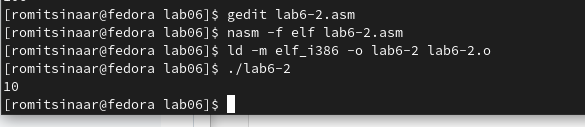 [romitsinaar@fedora lab06]$ gedit lab6-2.asm
[romitsinaar@fedora lab06]$ nasm -f elf lab6-2.asm
[romitsinaar@fedora lab06]$ ld -m elf_i386 -o lab6-2 lab6-2.o
[romitsinaar@fedora lab06]$ ./lab6-2
10
[romitsinaar@fedora lab06]$